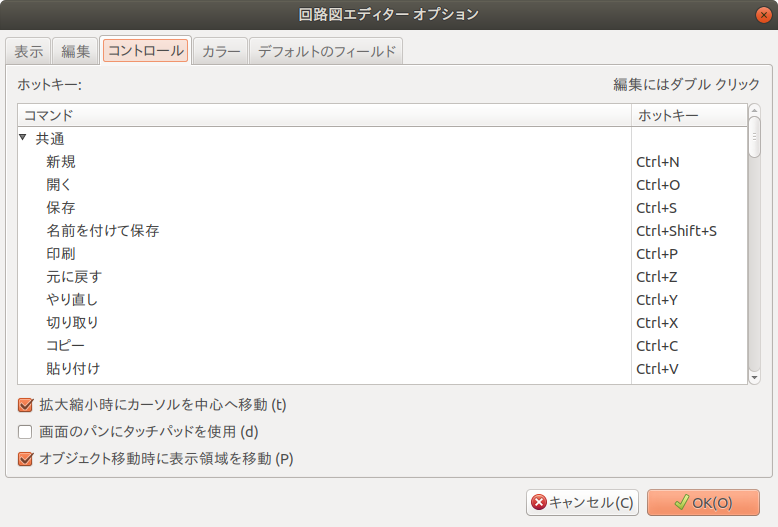 回路図エディター オプション
表示 編集 コントロール カラー デフォルトのフィールド
ホットキー: 編集にはダブル クリック
コマンド ホットキー
共通
新規 Ctrl+N
開く Ctrl+O
保存 Ctrl+S
名前を付けて保存 Ctrl+Shift+S
印刷 Ctrl+P
元に戻す Ctrl+Z
やり直し Ctrl+Y
切り取り Ctrl+X
コピー Ctrl+C
貼り付け Ctrl+V
拡大縮小時にカーソルを中心へ移動 (t)
画面のパンにタッチパッドを使用 (d)
オブジェクト移動時に表示領域を移動 (P)
キャンセル(C) OK(O)